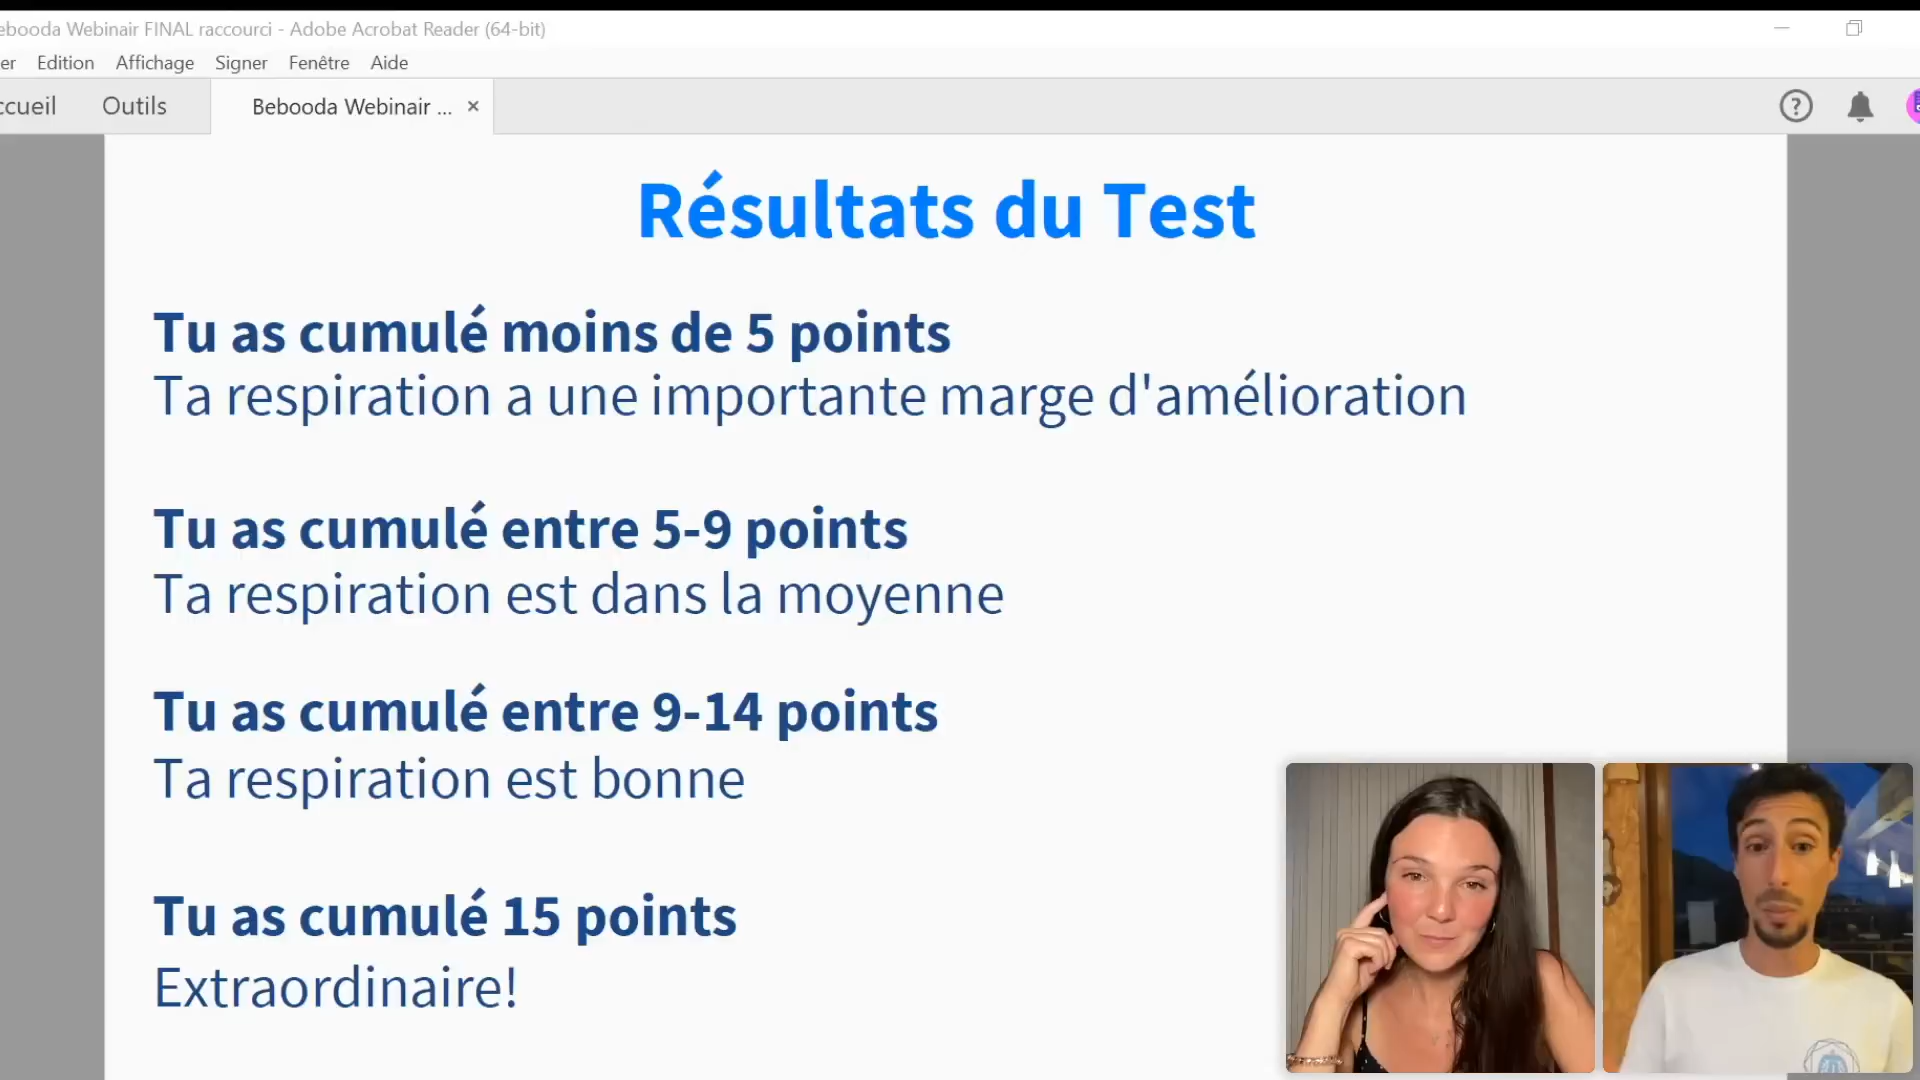 ebooda Webinair FINAL raccourci - Adobe Acrobat Reader (64-bit)
er Edition Affichage Signer Fenêtre Aide
ccueil Outils Bebooda Webinair ... ×
Résultats du Test
Tu as cumulé moins de 5 points
Ta respiration a une importante marge d'amélioration
Tu as cumulé entre 5-9 points
Ta respiration est dans la moyenne
Tu as cumulé entre 9-14 points
Ta respiration est bonne
Tu as cumulé 15 points
Extraordinaire!